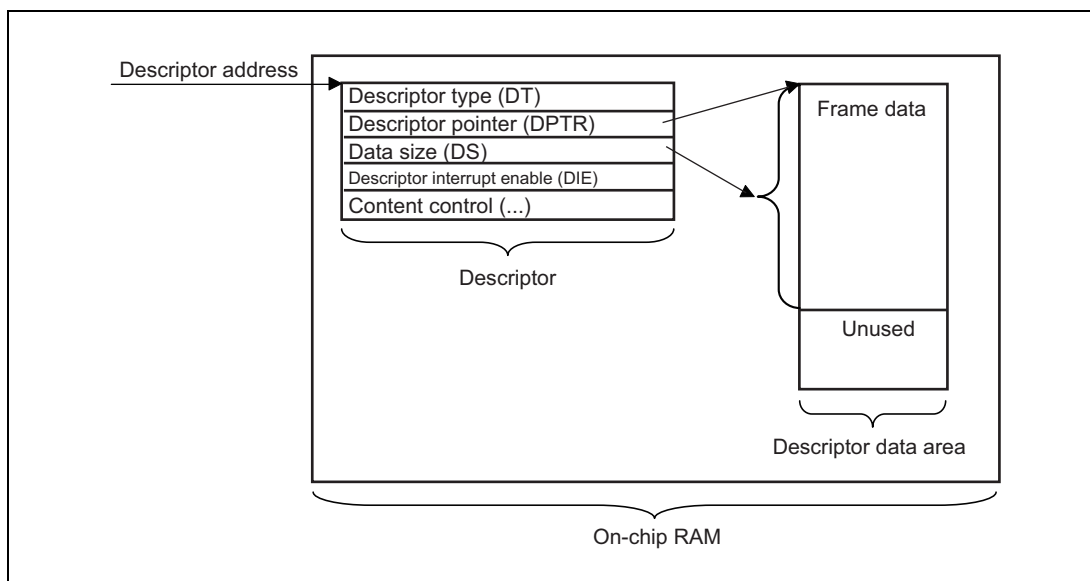 Descriptor address
Descriptor type (DT)
Descriptor pointer (DPTR)
Data size (DS)
Descriptor interrupt enable (DIE)
Content control (...)
Descriptor
Frame data
Unused
Descriptor data area
On-chip RAM